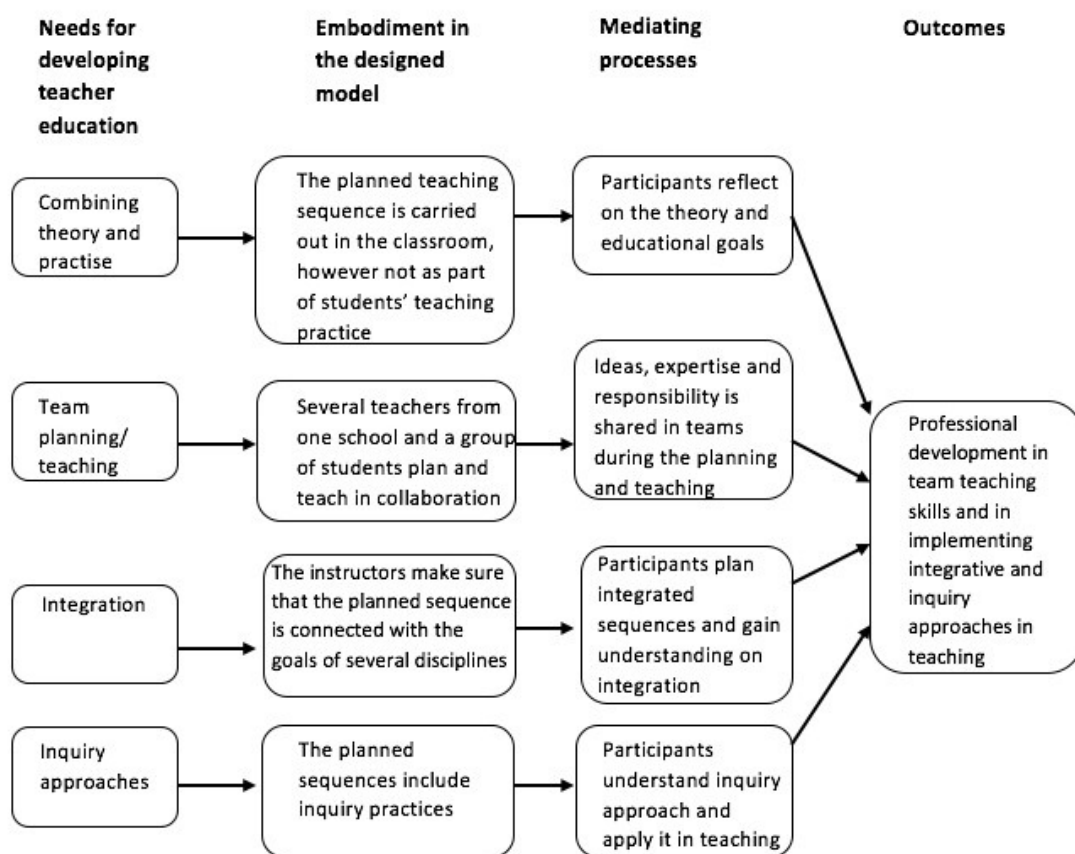 Needs for
developing
teacher
education
Embodiment in
the designed
model
Mediating
processes
Outcomes
Combining
theory and
practise
The planned teaching
sequence is carried
out in the classroom,
however not as part
of students’ teaching
practice
Participants reflect
on the theory and
educational goals
Team
planning/
teaching
Several teachers from
one school and a group
of students plan and
teach in collaboration
Ideas, expertise and
responsibility is
shared in teams
during the planning
and teaching
Professional
development in
team teaching
skills and in
implementing
integrative and
inquiry
approaches in
teaching
Integration
The instructors make sure
that the planned sequence
is connected with the
goals of several disciplines
Participants plan
integrated
sequences and gain
understanding on
integration
Inquiry
approaches
The planned
sequences include
inquiry practices
Participants
understand inquiry
approach and
apply it in teaching